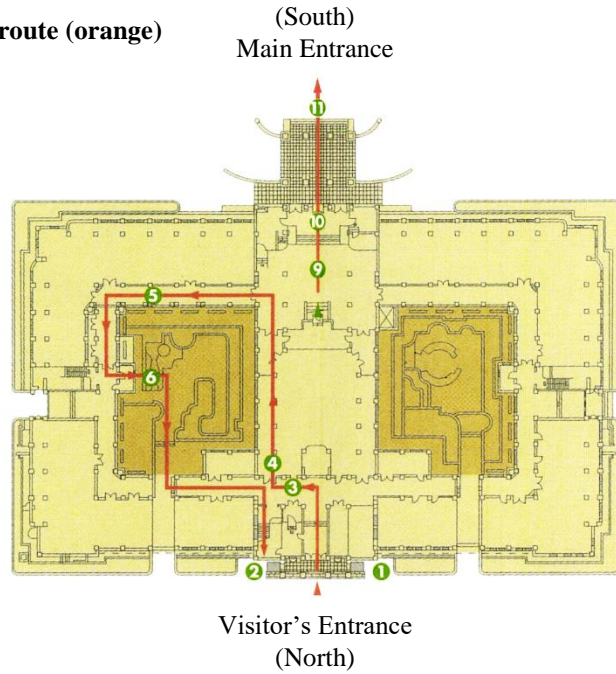 route (orange)
(South)
Main Entrance
11
10
9
5
6
4
3
2
1
Visitor’s Entrance
(North)